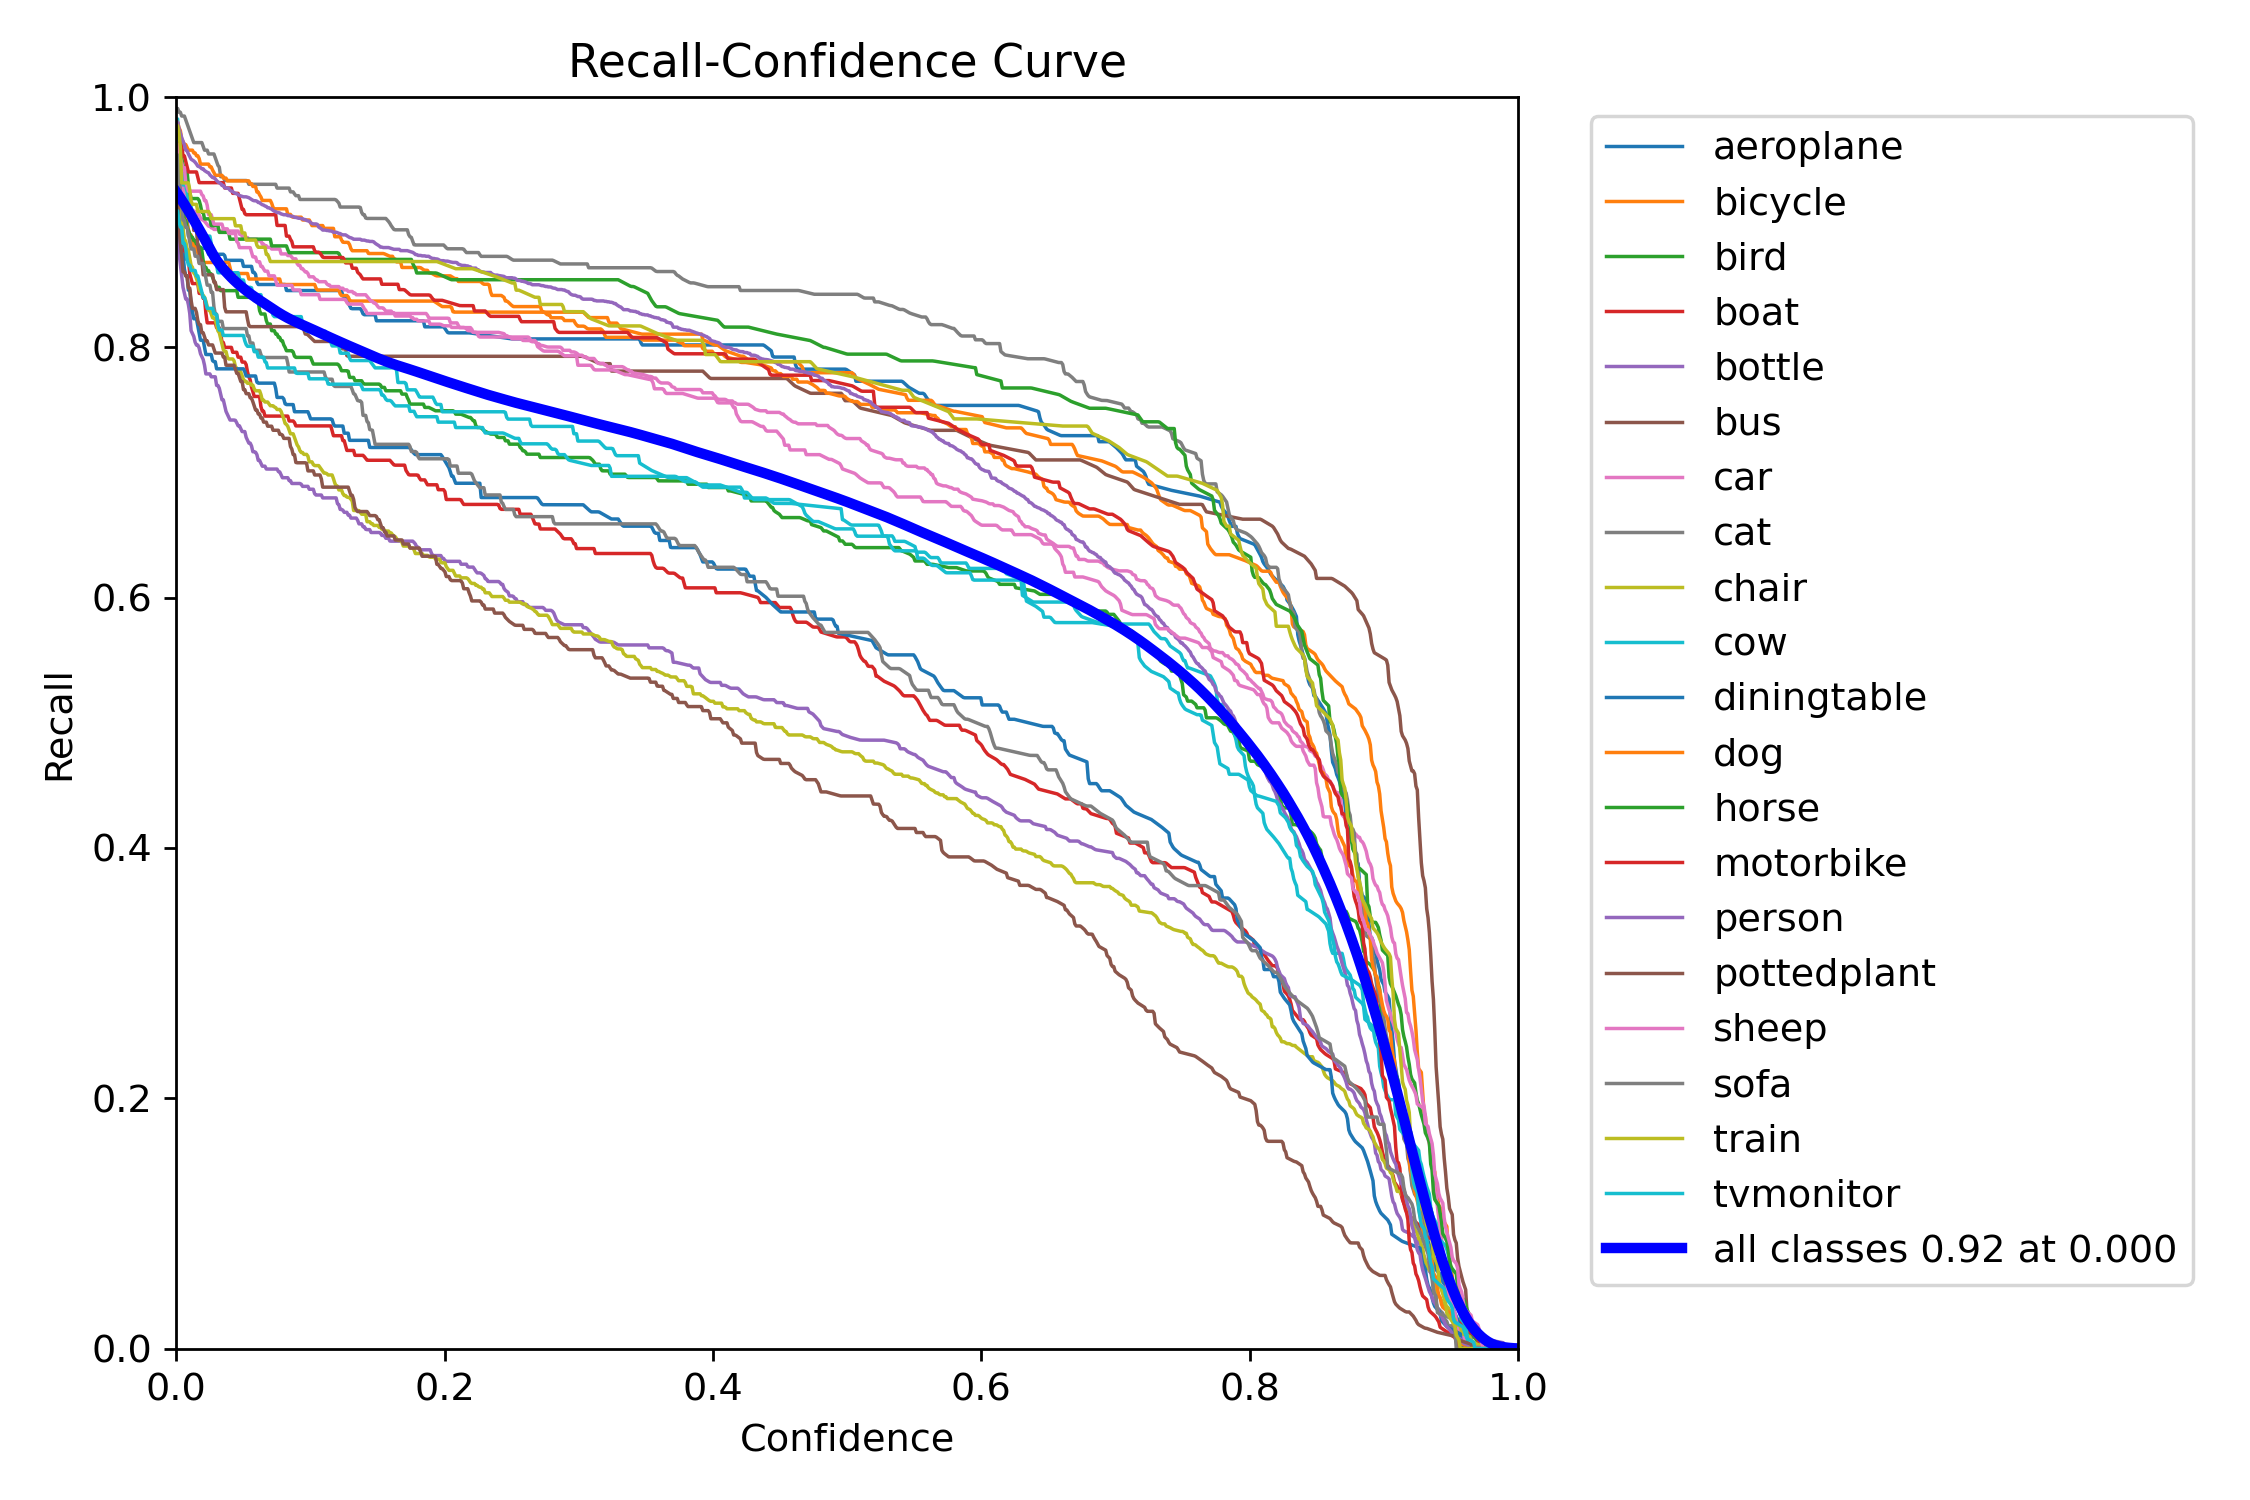 Recall-Confidence Curve
1.0
0.8
0.6
0.4
0.2
0.0
Recall
0.0 0.2 0.4 0.6 0.8 1.0
Confidence
aeroplane
bicycle
bird
boat
bottle
bus
car
cat
chair
cow
diningtable
dog
horse
motorbike
person
pottedplant
sheep
sofa
train
tvmonitor
all classes 0.92 at 0.000